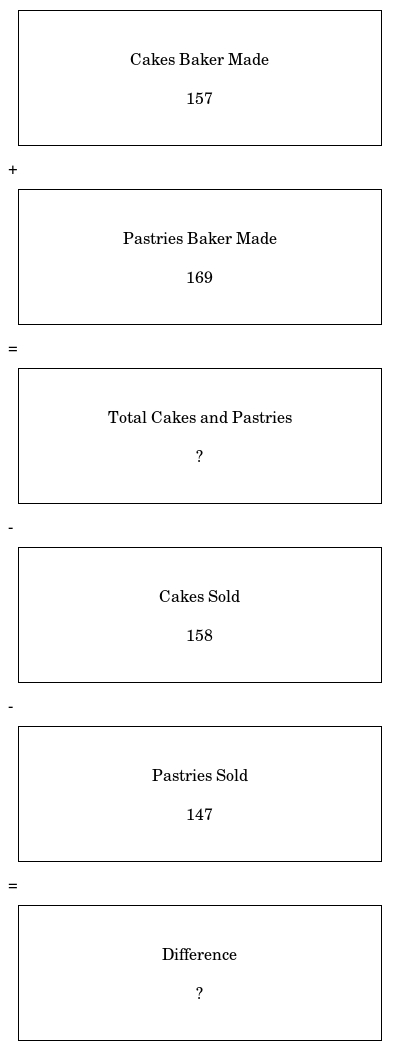 Cakes Baker Made
157
+
Pastries Baker Made
169
=
Total Cakes and Pastries
?
-
Cakes Sold
158
-
Pastries Sold
147
=
Difference
?